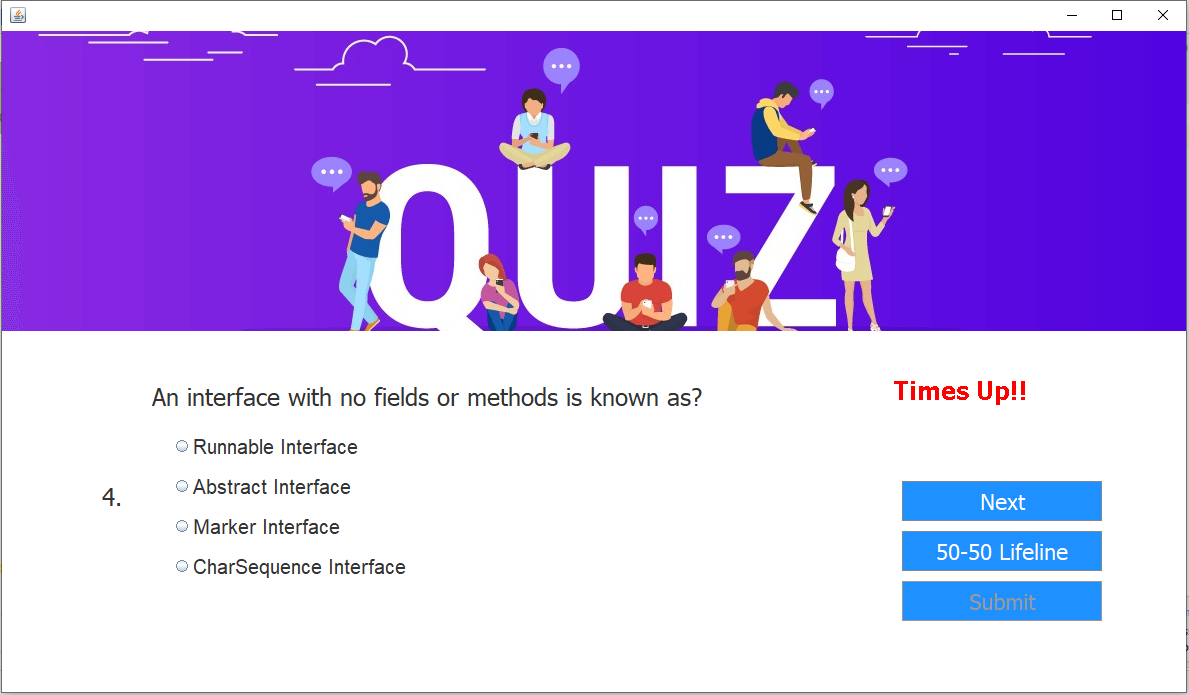 QUIZ
An interface with no fields or methods is known as?
Times Up!!
4.
Runnable Interface
Abstract Interface
Marker Interface
CharSequence Interface
Next
50-50 Lifeline
Submit